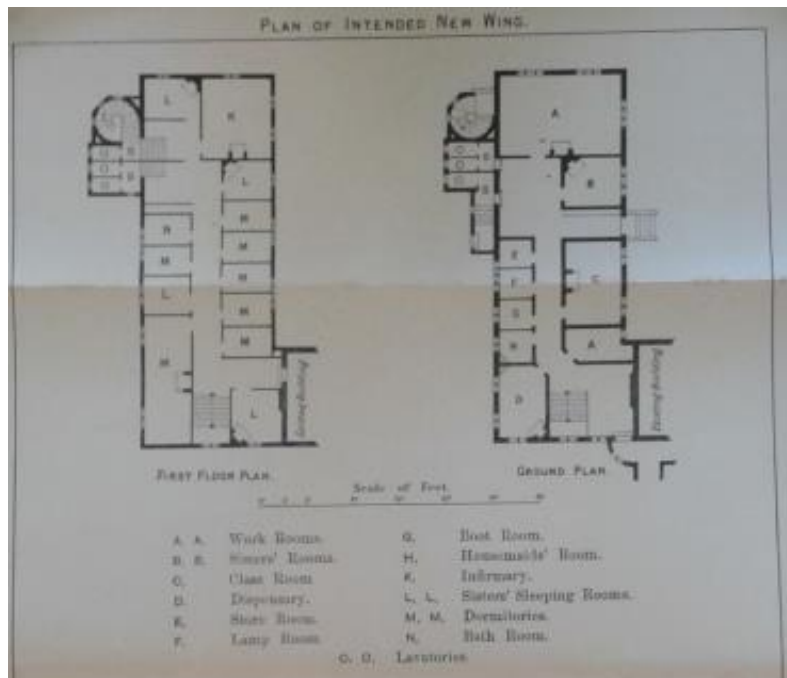 PLAN OF INTENDED NEW WING.
L K
L
M
N M
M M
L M
M M
L
A
B
E
F C
G
H A
D
FIRST FLOOR PLAN. GROUND PLAN
Scale of Feet.
A. A. Work Rooms. G. Boot Room.
B. B. Sisters' Rooms. H. Housemaids' Room.
C. Class Room K. Infirmary.
D. Dispensary. L, L, Sisters' Sleeping Rooms.
E. Store Room. M, M, Dormitories.
F. Lamp Room N. Bath Room.
O. O. Lavatories